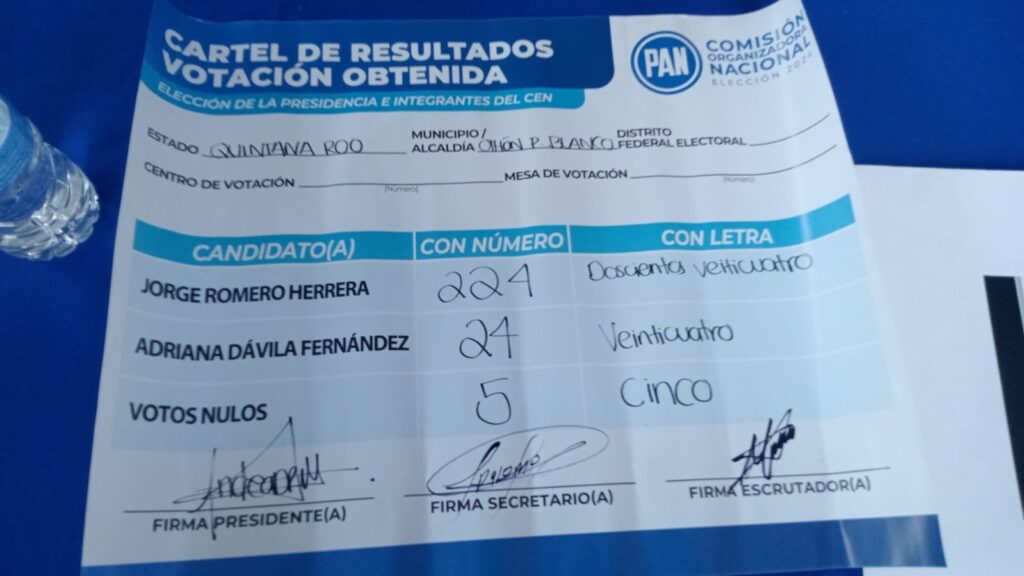 CARTEL DE RESULTADOS
VOTACIÓN OBTENIDA
ELECCIÓN DE LA PRESIDENCIA E INTEGRANTES DEL CEN
PAN
COMISIÓN
ORGANIZADORA
NACIONAL
ELECCIÓN 2024
ESTADO QUINTANA ROO MUNICIPIO / ALCALDÍA OTHÓN P. BLANCO DISTRITO FEDERAL ELECTORAL
CENTRO DE VOTACIÓN (Número) MESA DE VOTACIÓN (Número)
CANDIDATO(A) CON NÚMERO CON LETRA
JORGE ROMERO HERRERA 224 Doscientos veiticuatro
ADRIANA DÁVILA FERNÁNDEZ 24 Veinticuatro
VOTOS NULOS 5 Cinco
FIRMA PRESIDENTE(A) FIRMA SECRETARIO(A) FIRMA ESCRUTADOR(A)